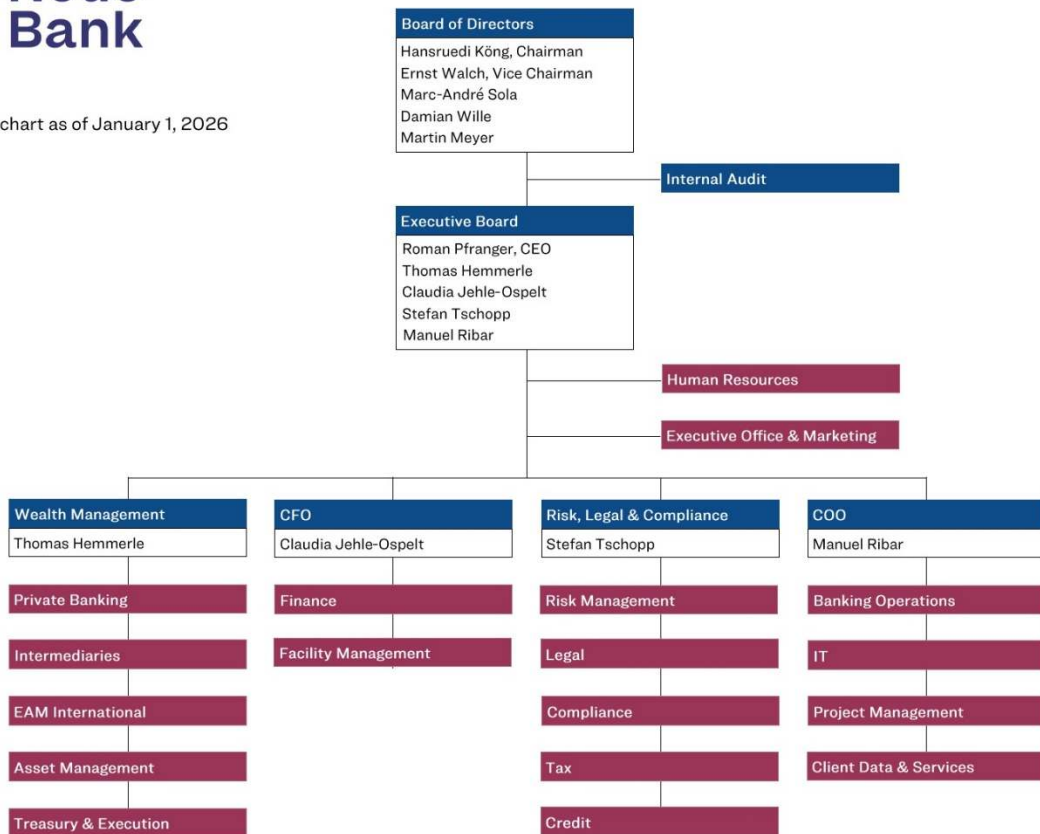 Bank
chart as of January 1, 2026
Board of Directors
Hansruedi Köng, Chairman
Ernst Walch, Vice Chairman
Marc-André Sola
Damian Wille
Martin Meyer
Internal Audit
Executive Board
Roman Pfranger, CEO
Thomas Hemmerle
Claudia Jehle-Ospelt
Stefan Tschopp
Manuel Ribar
Human Resources
Executive Office & Marketing
Wealth Management
Thomas Hemmerle
Private Banking
Intermediaries
EAM International
Asset Management
Treasury & Execution
CFO
Claudia Jehle-Ospelt
Finance
Facility Management
Risk, Legal & Compliance
Stefan Tschopp
Risk Management
Legal
Compliance
Tax
Credit
COO
Manuel Ribar
Banking Operations
IT
Project Management
Client Data & Services